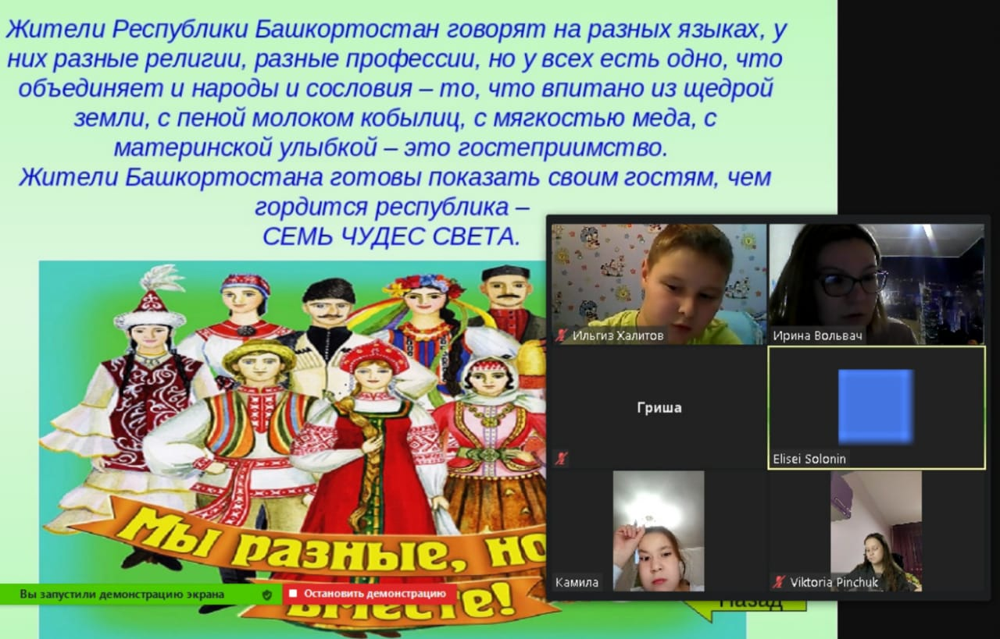 Жители Республики Башкортостан говорят на разных языках, у
них разные религии, разные профессии, но у всех есть одно, что
объединяет и народы и сословия – то, что впитано из щедрой
земли, с пеной молоком кобылиц, с мягкостью меда, с
материнской улыбкой – это гостеприимство.
Жители Башкортостана готовы показать своим гостям, чем
гордится республика –
СЕМЬ ЧУДЕС СВЕТА.
Ильгиз Халитов
Ирина Вольвач
Гриша
Elisei Solonin
Камила
Viktoria Pinchuk
Мы разные, но
вместе!
Вы запустили демонстрацию экрана
Остановить демонстрацию
Назад